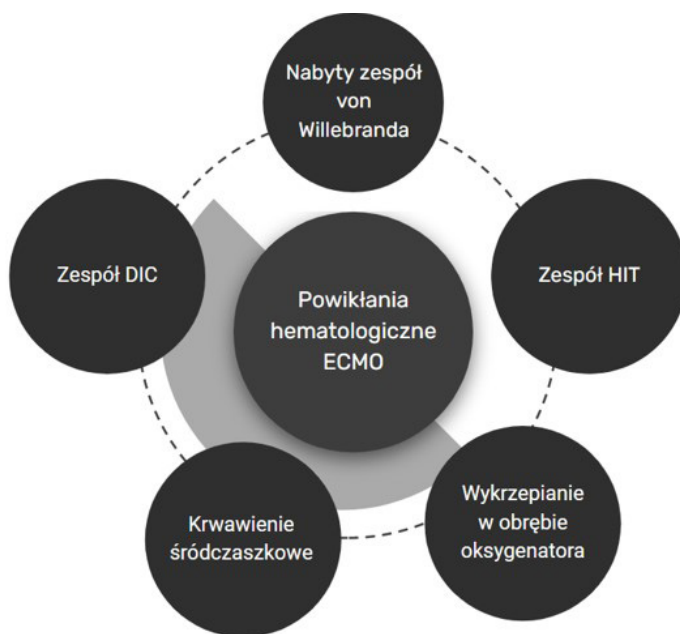 Nabyty zespół
von
Willebranda
Zespół DIC
Zespół HIT
Powikłania
hematologiczne
ECMO
Krwawienie
śródczaszkowe
Wykrzepianie
w obrębie
oksygenatora